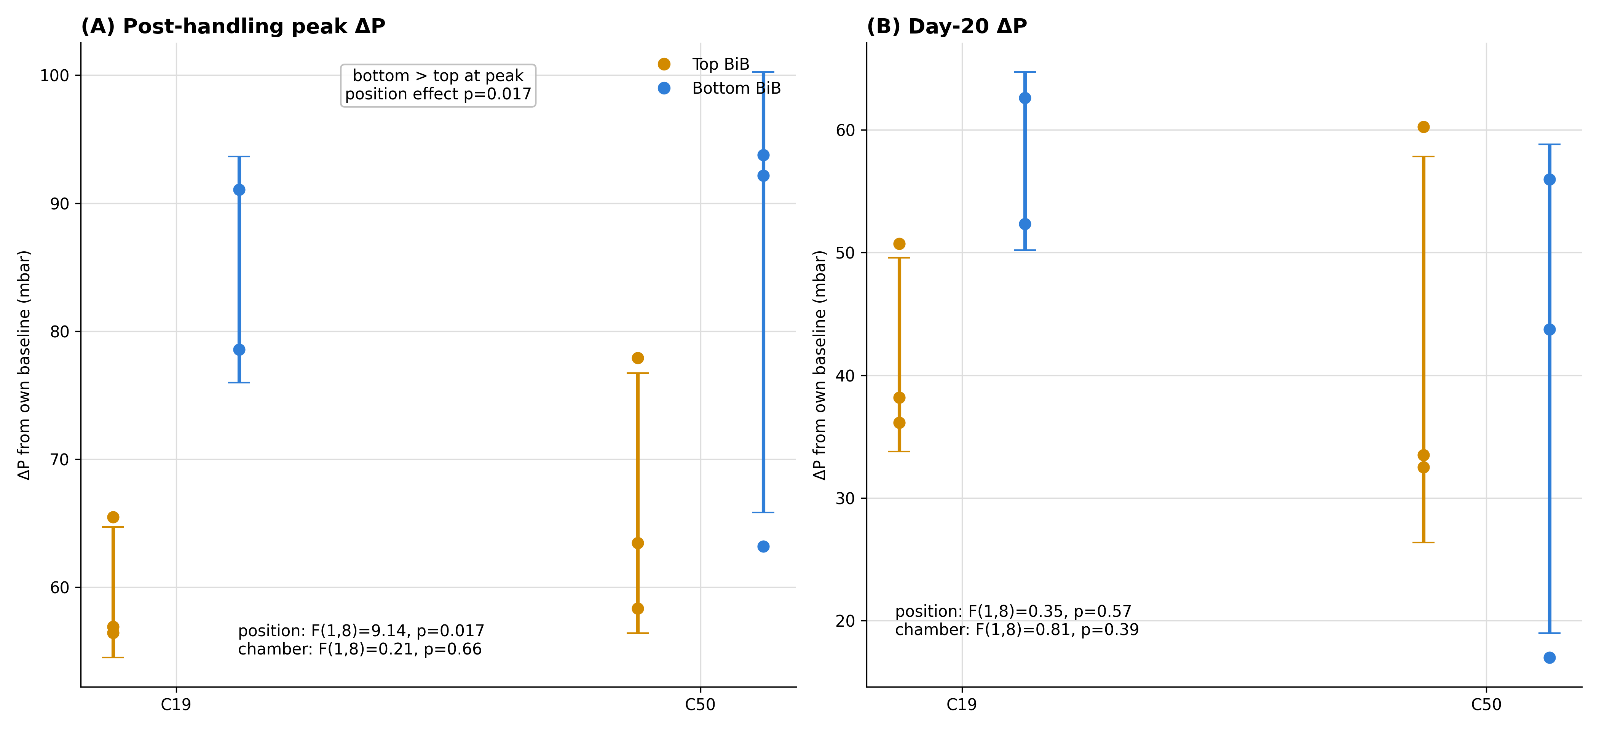 (A) Post-handling peak ΔP
bottom > top at peak
position effect p=0.017
Top BiB
Bottom BiB
ΔP from own baseline (mbar)
100
90
80
70
60
position: F(1,8)=9.14, p=0.017
chamber: F(1,8)=0.21, p=0.66
C19
C50
(B) Day-20 ΔP
ΔP from own baseline (mbar)
60
50
40
30
20
position: F(1,8)=0.35, p=0.57
chamber: F(1,8)=0.81, p=0.39
C19
C50